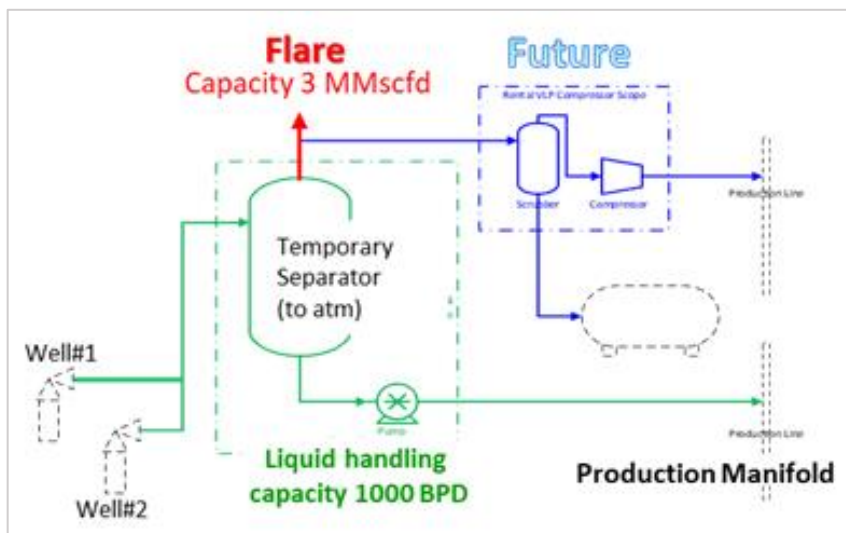 Flare
Capacity 3 MMscfd
Future
Rental VLP Compressor Scope
Scrubber
Compressor
Production Line
Temporary
Separator
(to atm)
Well#1
Well#2
Pump
Liquid handling
capacity 1000 BPD
Production Line
Production Manifold